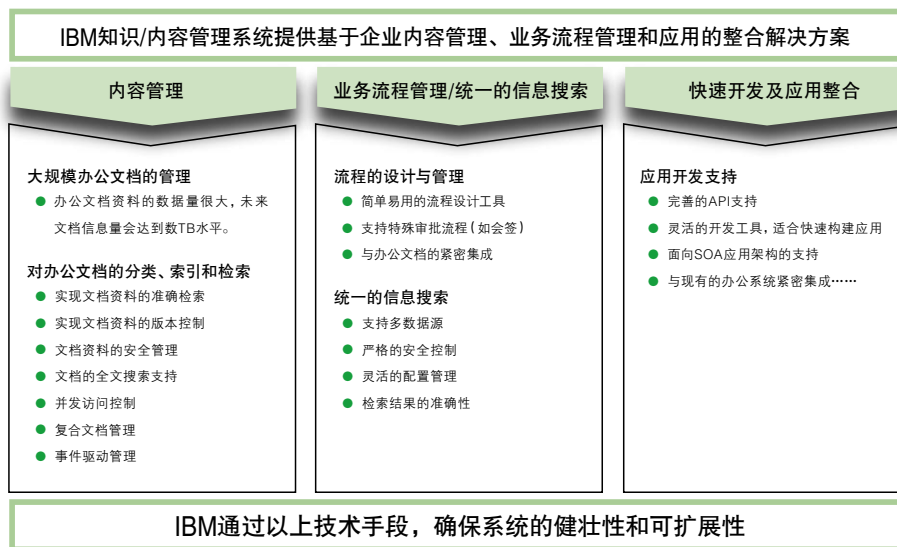 IBM知识/内容管理系统提供基于企业内容管理、业务流程管理和应用的整合解决方案
内容管理
大规模办公文档的管理
办公文档资料的数据量很大，未来
文档信息量会达到数TB水平。
对办公文档的分类、索引和检索
实现文档资料的准确检索
实现文档资料的版本控制
文档资料的安全管理
文档的全文搜索支持
并发访问控制
复合文档管理
事件驱动管理
业务流程管理/统一的信息搜索
流程的设计与管理
简单易用的流程设计工具
支持特殊审批流程（如会签）
与办公文档的紧密集成
统一的信息搜索
支持多数据源
严格的安全控制
灵活的配置管理
检索结果的准确性
快速开发及应用整合
应用开发支持
完善的API支持
灵活的开发工具，适合快速构建应用
面向SOA应用架构的支持
与现有的办公系统紧密集成……
IBM通过以上技术手段，确保系统的健壮性和可扩展性